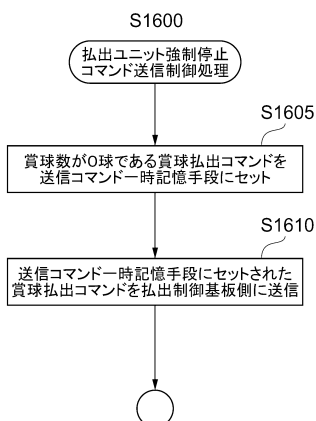 S1600
払出ユニット強制停止
コマンド送信制御処理
S1605
賞球数が0球である賞球払出コマンドを
送信コマンド一時記憶手段にセット
S1610
送信コマンド一時記憶手段にセットされた
賞球払出コマンドを払出制御基板側に送信